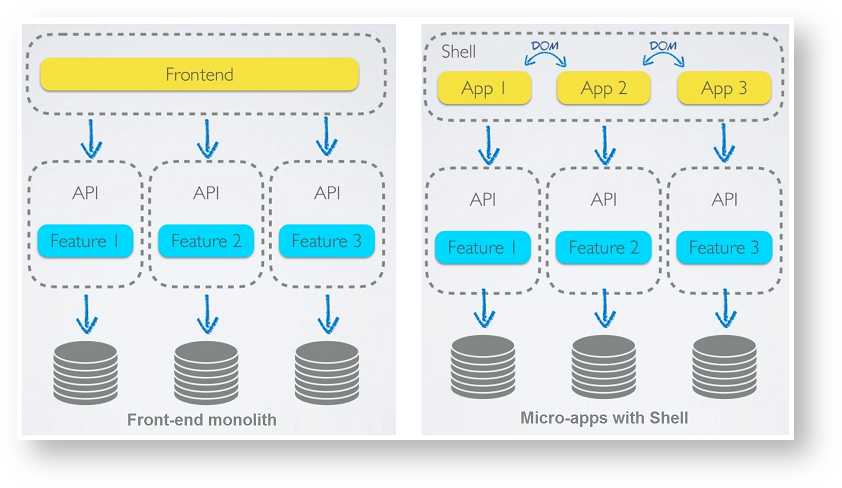 Frontend
API
API
API
Feature 1
Feature 2
Feature 3
Front-end monolith
Shell
DOM
DOM
App 1
App 2
App 3
API
API
API
Feature 1
Feature 2
Feature 3
Micro-apps with Shell